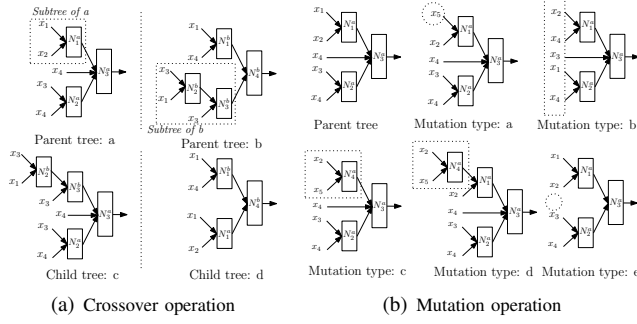 Subtree of a
x₁
N₁ᵃ
x₂
x₄
N₃ᵃ
x₃
N₂ᵃ
x₄
Parent tree: a
x₄
N₁ᵇ
x₂
N₄ᵇ
x₃
N₂ᵇ
x₁
N₃ᵇ
x₃
Subtree of b
Parent tree: b
x₃
N₂ᵇ
x₁
N₃ᵇ
x₃
x₄
N₃ᵃ
x₃
N₂ᵃ
x₄
Child tree: c
x₄
N₁ᵇ
x₂
N₄ᵇ
x₁
N₁ᵃ
x₂
Child tree: d
(a) Crossover operation
x₁
N₁ᵃ
x₂
x₄
N₃ᵃ
x₃
N₂ᵃ
x₄
Parent tree
x₅
N₁ᵃ
x₂
x₄
N₃ᵃ
x₃
N₂ᵃ
x₄
Mutation type: a
x₂
N₁ᵃ
x₄
x₃
N₃ᵃ
x₁
N₂ᵃ
x₄
Mutation type: b
x₂
N₄ᵃ
x₅
x₄
N₃ᵃ
x₃
N₂ᵃ
x₄
Mutation type: c
x₂
N₄ᵃ
x₅
N₁ᵃ
x₂
x₄
N₃ᵃ
x₃
N₂ᵃ
x₄
Mutation type: d
x₁
N₁ᵃ
x₂
x₃
N₃ᵃ
x₄
Mutation type: e
(b) Mutation operation